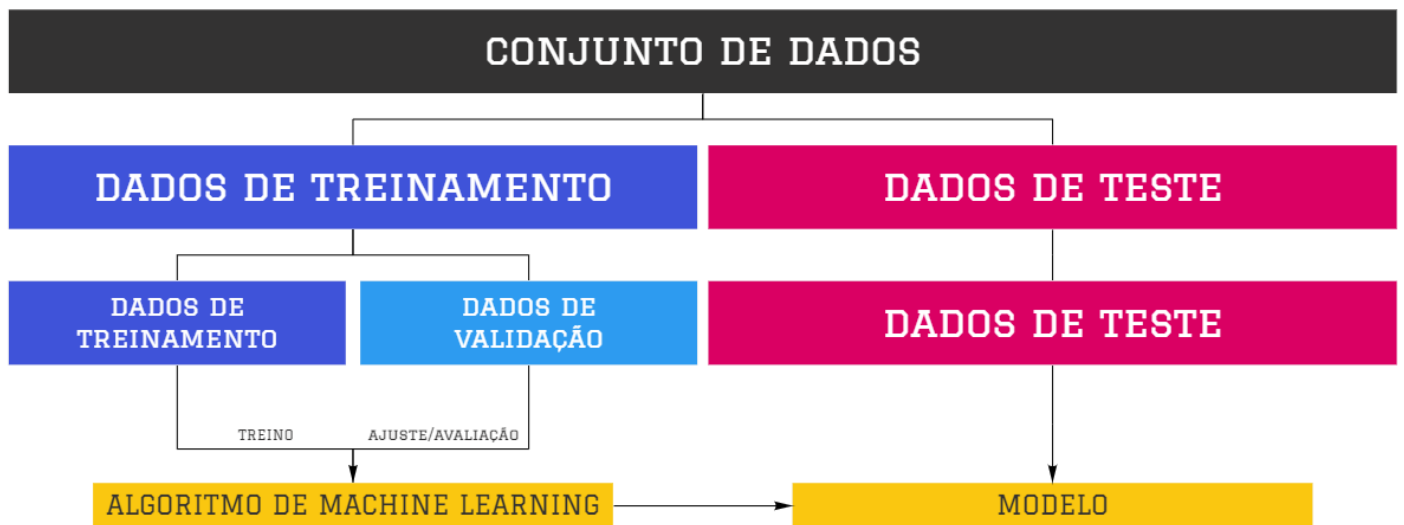 CONJUNTO DE DADOS
DADOS DE TREINAMENTO
DADOS DE TESTE
DADOS DE
TREINAMENTO
DADOS DE
VALIDAÇÃO
DADOS DE TESTE
TREINO
AJUSTE/AVALIAÇÃO
ALGORITMO DE MACHINE LEARNING
MODELO